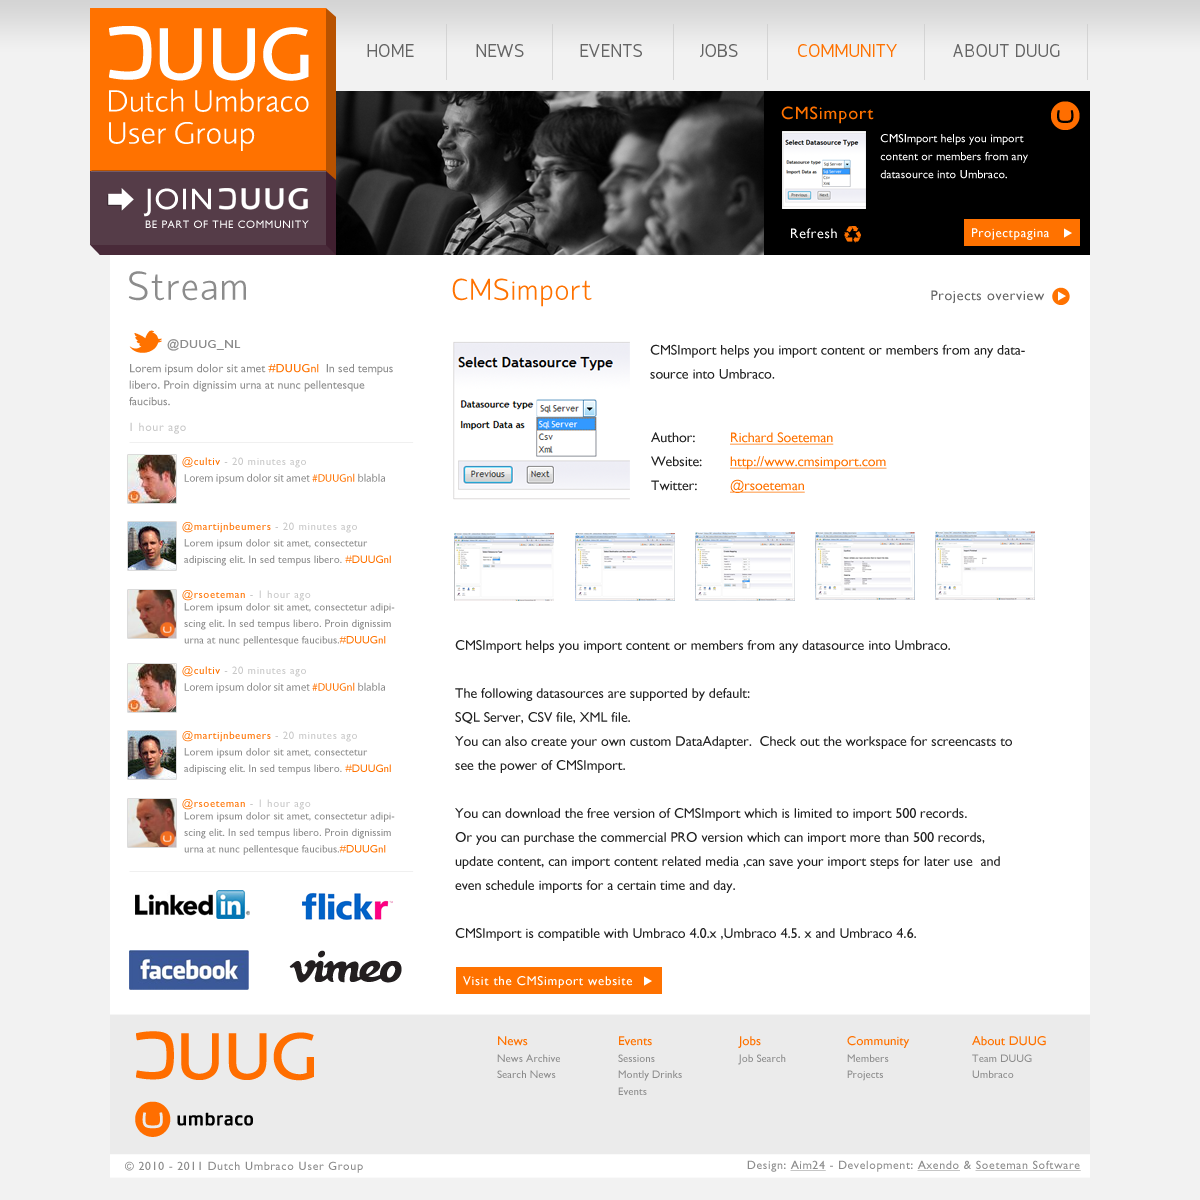 DUUG
Dutch Umbraco
User Group
JOIN DUUG
BE PART OF THE COMMUNITY
HOME
NEWS
EVENTS
JOBS
COMMUNITY
ABOUT DUUG
CMSimport
Select Datasource Type
Datasource type Sql Server
Import Data as Sql Server
Csv
Xml
Previous Next
CMSImport helps you import
content or members from any
datasource into Umbraco.
Refresh
Projectpagina
Stream
@DUUG_NL
Lorem ipsum dolor sit amet #DUUGnl In sed tempus
libero. Proin dignissim urna at nunc pellentesque
faucibus.
1 hour ago
@cultiv - 20 minutes ago
Lorem ipsum dolor sit amet #DUUGnl blabla
@martijnbeumers - 20 minutes ago
Lorem ipsum dolor sit amet, consectetur
adipiscing elit. In sed tempus libero. #DUUGnl
@rsoeteman - 1 hour ago
Lorem ipsum dolor sit amet, consectetur adipi-
scing elit. In sed tempus libero. Proin dignissim
urna at nunc pellentesque faucibus.#DUUGnl
@cultiv - 20 minutes ago
Lorem ipsum dolor sit amet #DUUGnl blabla
@martijnbeumers - 20 minutes ago
Lorem ipsum dolor sit amet, consectetur
adipiscing elit. In sed tempus libero. #DUUGnl
@rsoeteman - 1 hour ago
Lorem ipsum dolor sit amet, consectetur adipi-
scing elit. In sed tempus libero. Proin dignissim
urna at nunc pellentesque faucibus.#DUUGnl
Linked in
flickr
facebook
vimeo
CMSimport
Projects overview
Select Datasource Type
Datasource type Sql Server
Import Data as Sql Server
Csv
Xml
Previous Next
CMSImport helps you import content or members from any data-
source into Umbraco.
Author: Richard Soeteman
Website: http://www.cmsimport.com
Twitter: @rsoeteman
CMSImport helps you import content or members from any datasource into Umbraco.
The following datasources are supported by default:
SQL Server, CSV file, XML file.
You can also create your own custom DataAdapter. Check out the workspace for screencasts to
see the power of CMSImport.
You can download the free version of CMSImport which is limited to import 500 records.
Or you can purchase the commercial PRO version which can import more than 500 records,
update content, can import content related media ,can save your import steps for later use and
even schedule imports for a certain time and day.
CMSImport is compatible with Umbraco 4.0.x ,Umbraco 4.5. x and Umbraco 4.6.
Visit the CMSimport website
DUUG
umbraco
News
News Archive
Search News
Events
Sessions
Montly Drinks
Events
Jobs
Job Search
Community
Members
Projects
About DUUG
Team DUUG
Umbraco
© 2010 - 2011 Dutch Umbraco User Group
Design: Aim24 - Development: Axendo & Soeteman Software